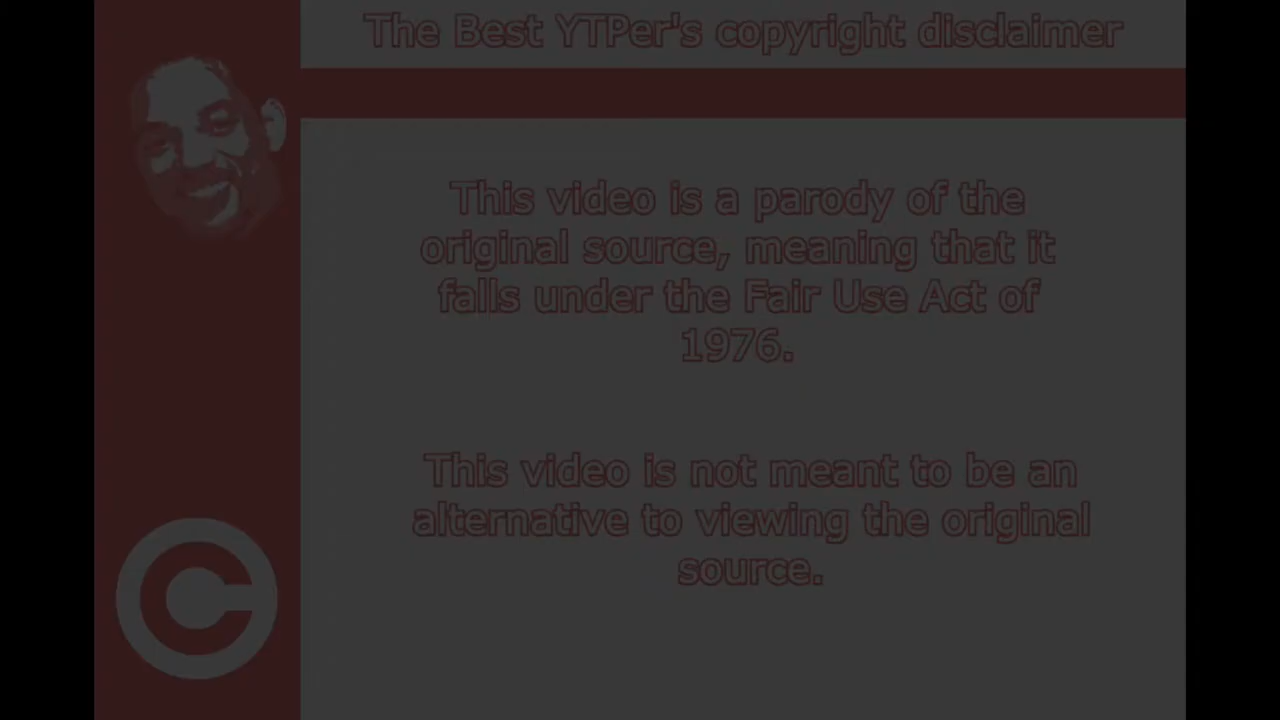 The Best YTPer's copyright disclaimer
This video is a parody of the
original source, meaning that it
falls under the Fair Use Act of
1976.
This video is not meant to be an
alternative to viewing the original
source.